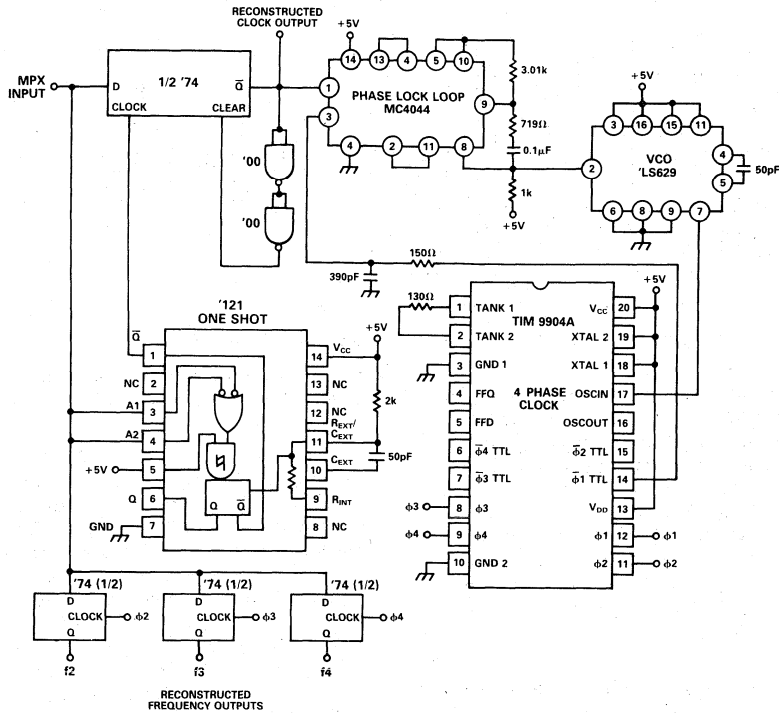 RECONSTRUCTED
CLOCK OUTPUT
MPX
INPUT
D
1/2 '74
Q̅
CLOCK
CLEAR
'00
'00
+5V
14
13
4
5
10
1
PHASE LOCK LOOP
MC4044
9
3
4
2
11
8
3.01k
719Ω
0.1μF
1k
+5V
+5V
3
16
15
11
2
VCO
'LS629
4
5
50pF
6
8
9
7
150Ω
390pF
'121
ONE SHOT
Q̅
1
NC
2
A1
3
A2
4
+5V
5
Q
6
GND
7
Q
Q̅
14
VCC
13
NC
12
NC
11
REXT/
CEXT
10
CEXT
9
RINT
8
NC
+5V
2k
50pF
130Ω
TIM 9904A
4 PHASE
CLOCK
1 TANK 1
2 TANK 2
3 GND 1
4 FFQ
5 FFD
6 ϕ̅4 TTL
7 ϕ̅3 TTL
ϕ3 8 ϕ3
ϕ4 9 ϕ4
10 GND 2
+5V
VCC 20
XTAL 2 19
XTAL 1 18
OSCIN 17
OSCOUT 16
ϕ̅2 TTL 15
ϕ̅1 TTL 14
VDD 13
ϕ1 12 ϕ1
ϕ2 11 ϕ2
'74 (1/2)
D
CLOCK
ϕ2
Q
f2
'74 (1/2)
D
CLOCK
ϕ3
Q
f3
'74 (1/2)
D
CLOCK
ϕ4
Q
f4
RECONSTRUCTED
FREQUENCY OUTPUTS